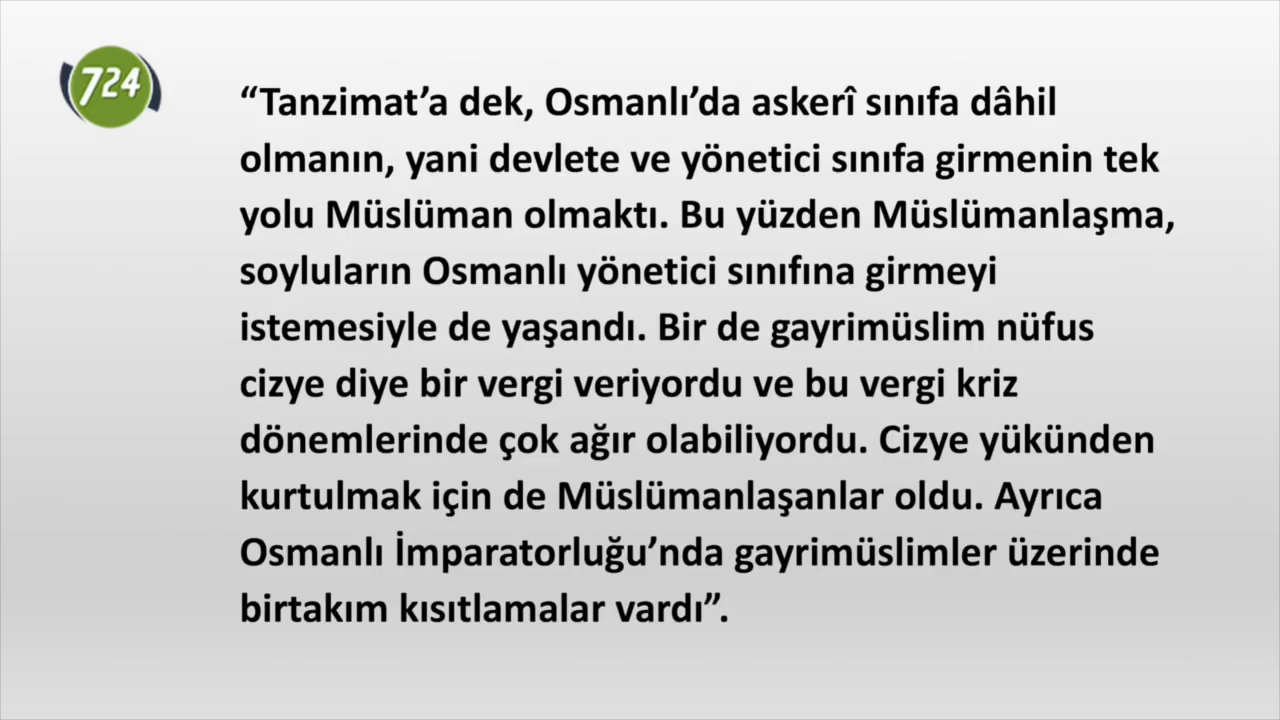 724
“Tanzimat’a dek, Osmanlı’da askerî sınıfa dâhil
olmanın, yani devlete ve yönetici sınıfa girmenin tek
yolu Müslüman olmaktı. Bu yüzden Müslümanlaşma,
soyluların Osmanlı yönetici sınıfına girmeyi
istemesiyle de yaşandı. Bir de gayrimüslim nüfus
cizye diye bir vergi veriyordu ve bu vergi kriz
dönemlerinde çok ağır olabiliyordu. Cizye yükünden
kurtulmak için de Müslümanlaşanlar oldu. Ayrıca
Osmanlı İmparatorluğu’nda gayrimüslimler üzerinde
birtakım kısıtlamalar vardı”.